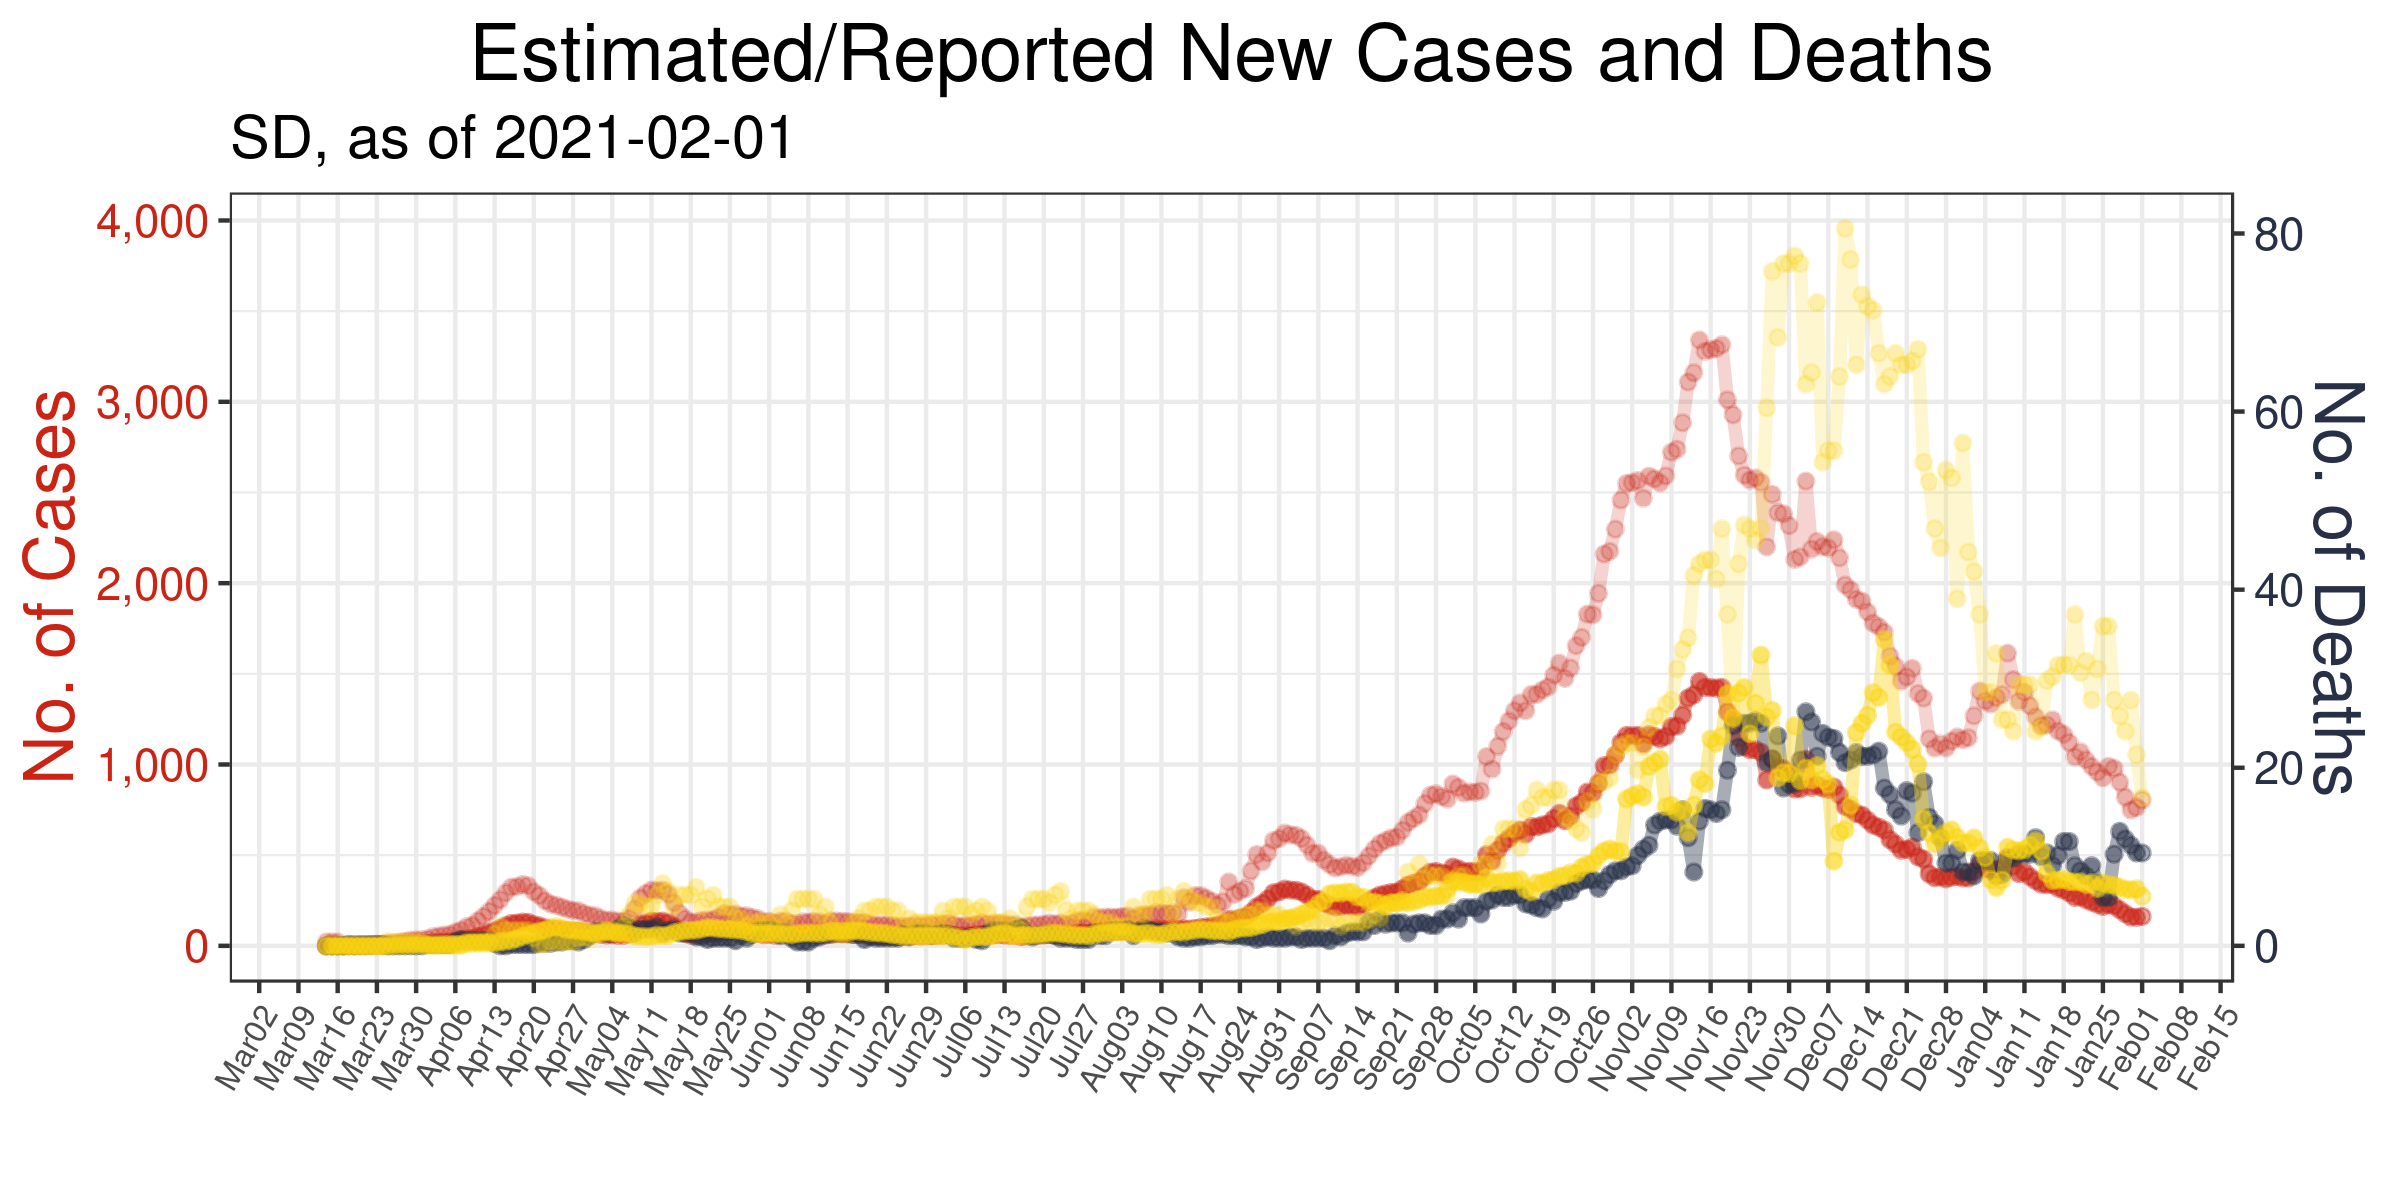 Estimated/Reported New Cases and Deaths
SD, as of 2021-02-01
No. of Cases
4,000
3,000
2,000
1,000
0
80
60
40
20
0
No. of Deaths
Mar02 Mar09 Mar16 Mar23 Mar30 Apr06 Apr13 Apr20 Apr27 May04 May11 May18 May25 Jun01 Jun08 Jun15 Jun22 Jun29 Jul06 Jul13 Jul20 Jul27 Aug03 Aug10 Aug17 Aug24 Aug31 Sep07 Sep14 Sep21 Sep28 Oct05 Oct12 Oct19 Oct26 Nov02 Nov09 Nov16 Nov23 Nov30 Dec07 Dec14 Dec21 Dec28 Jan04 Jan11 Jan18 Jan25 Feb01 Feb08 Feb15